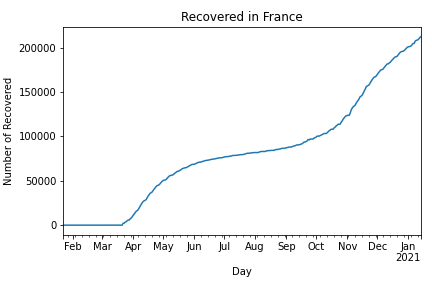 Recovered in France
Number of Recovered
200000
150000
100000
50000
0
Feb Mar Apr May Jun Jul Aug Sep Oct Nov Dec Jan
2021
Day